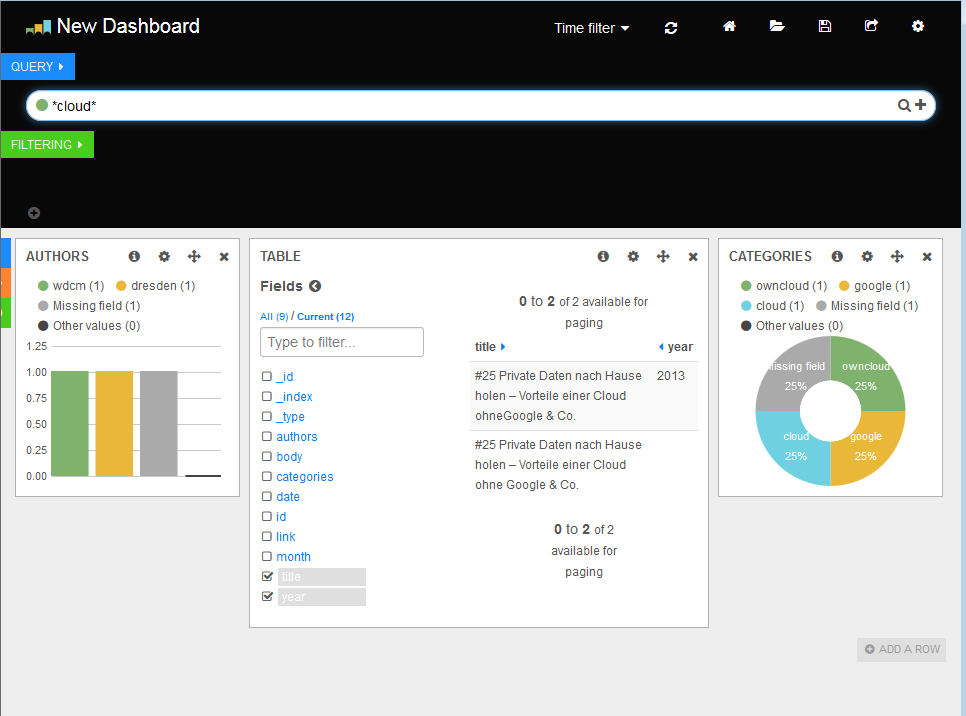 New Dashboard
Time filter
QUERY
*cloud*
FILTERING
AUTHORS
wdcm (1) dresden (1)
Missing field (1)
Other values (0)
1.25
1.00
0.75
0.50
0.25
0.00
TABLE
Fields
All (9) / Current (12)
Type to filter...
_id
_index
_type
authors
body
categories
date
id
link
month
title
year
0 to 2 of 2 available for
paging
title year
#25 Private Daten nach Hause 2013
holen – Vorteile einer Cloud
ohneGoogle & Co.
#25 Private Daten nach Hause
holen – Vorteile einer Cloud
ohne Google & Co.
0 to 2 of 2
available for
paging
CATEGORIES
owncloud (1) google (1)
cloud (1) Missing field (1)
Other values (0)
missing field
25%
owncloud
25%
cloud
25%
google
25%
ADD A ROW